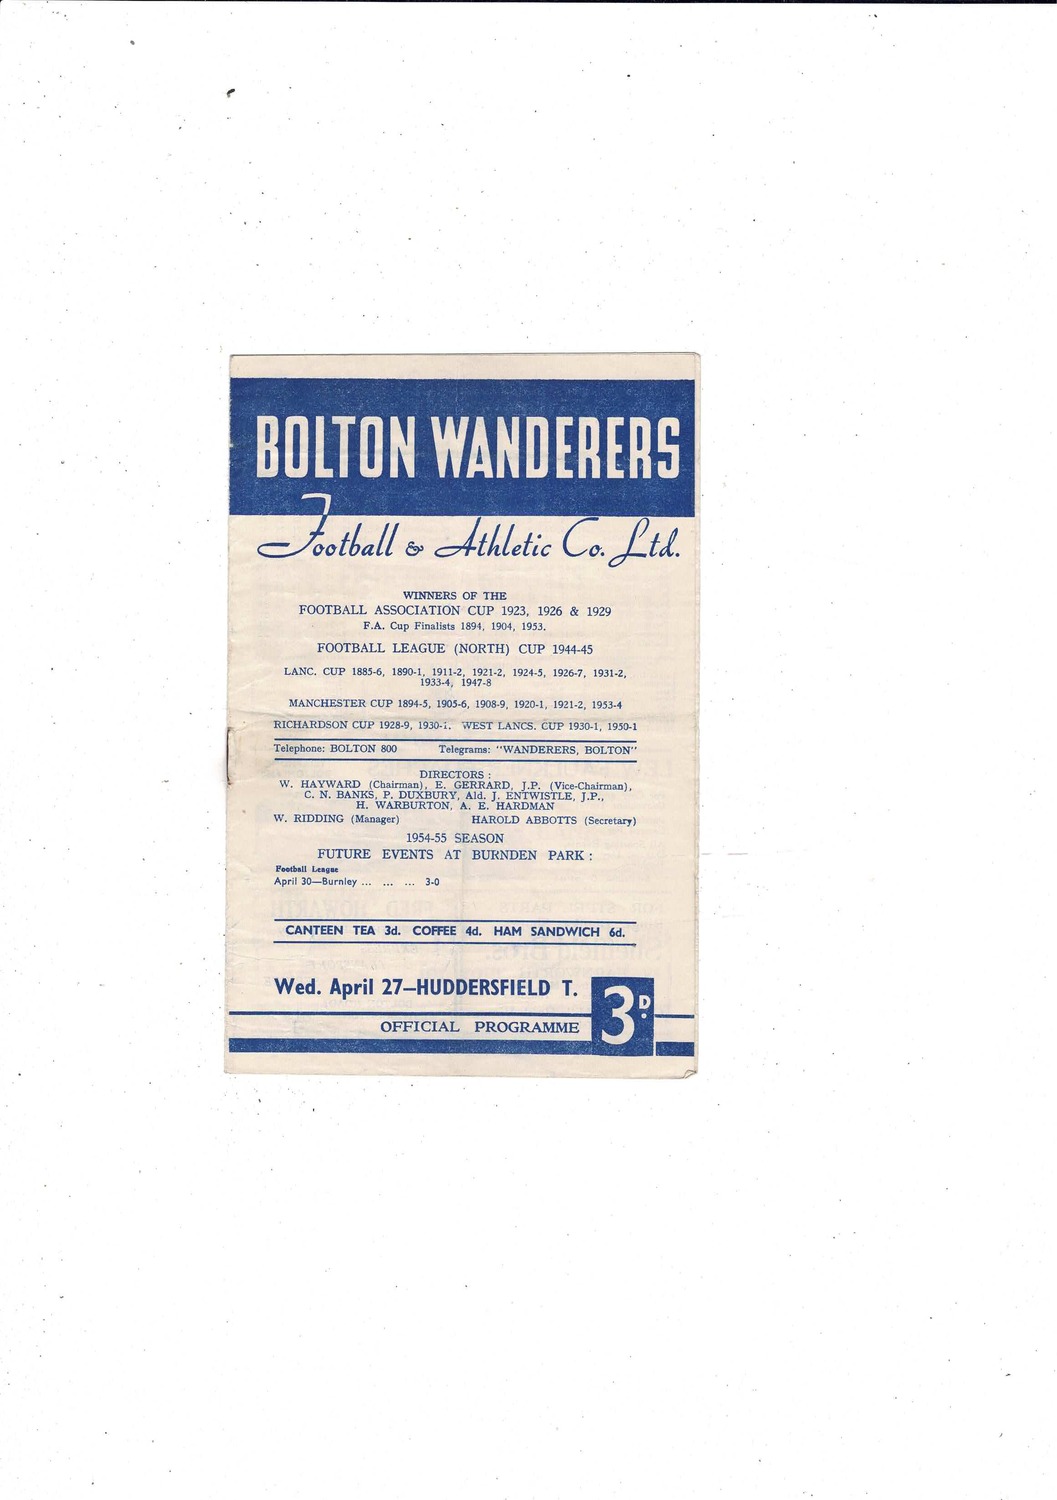 BOLTON WANDERERS
Football & Athletic Co. Ltd.
WINNERS OF THE
FOOTBALL ASSOCIATION CUP 1923, 1926 & 1929
F.A. Cup Finalists 1894, 1904, 1953.
FOOTBALL LEAGUE (NORTH) CUP 1944-45
LANC. CUP 1885-6, 1890-1, 1911-2, 1921-2, 1924-5, 1926-7, 1931-2,
1933-4, 1947-8
MANCHESTER CUP 1894-5, 1905-6, 1908-9, 1920-1, 1921-2, 1953-4
RICHARDSON CUP 1928-9, 1930-1. WEST LANCS. CUP 1930-1, 1950-1
Telephone: BOLTON 800 Telegrams: "WANDERERS, BOLTON"
DIRECTORS :
W. HAYWARD (Chairman), E. GERRARD, J.P. (Vice-Chairman),
C. N. BANKS, P. DUXBURY, Ald. J. ENTWISTLE, J.P.,
H. WARBURTON, A. E. HARDMAN
W. RIDDING (Manager) HAROLD ABBOTTS (Secretary)
1954-55 SEASON
FUTURE EVENTS AT BURNDEN PARK :
Football League
April 30—Burnley ... ... ... 3-0
CANTEEN TEA 3d. COFFEE 4d. HAM SANDWICH 6d.
Wed. April 27—HUDDERSFIELD T.
OFFICIAL PROGRAMME
3D.